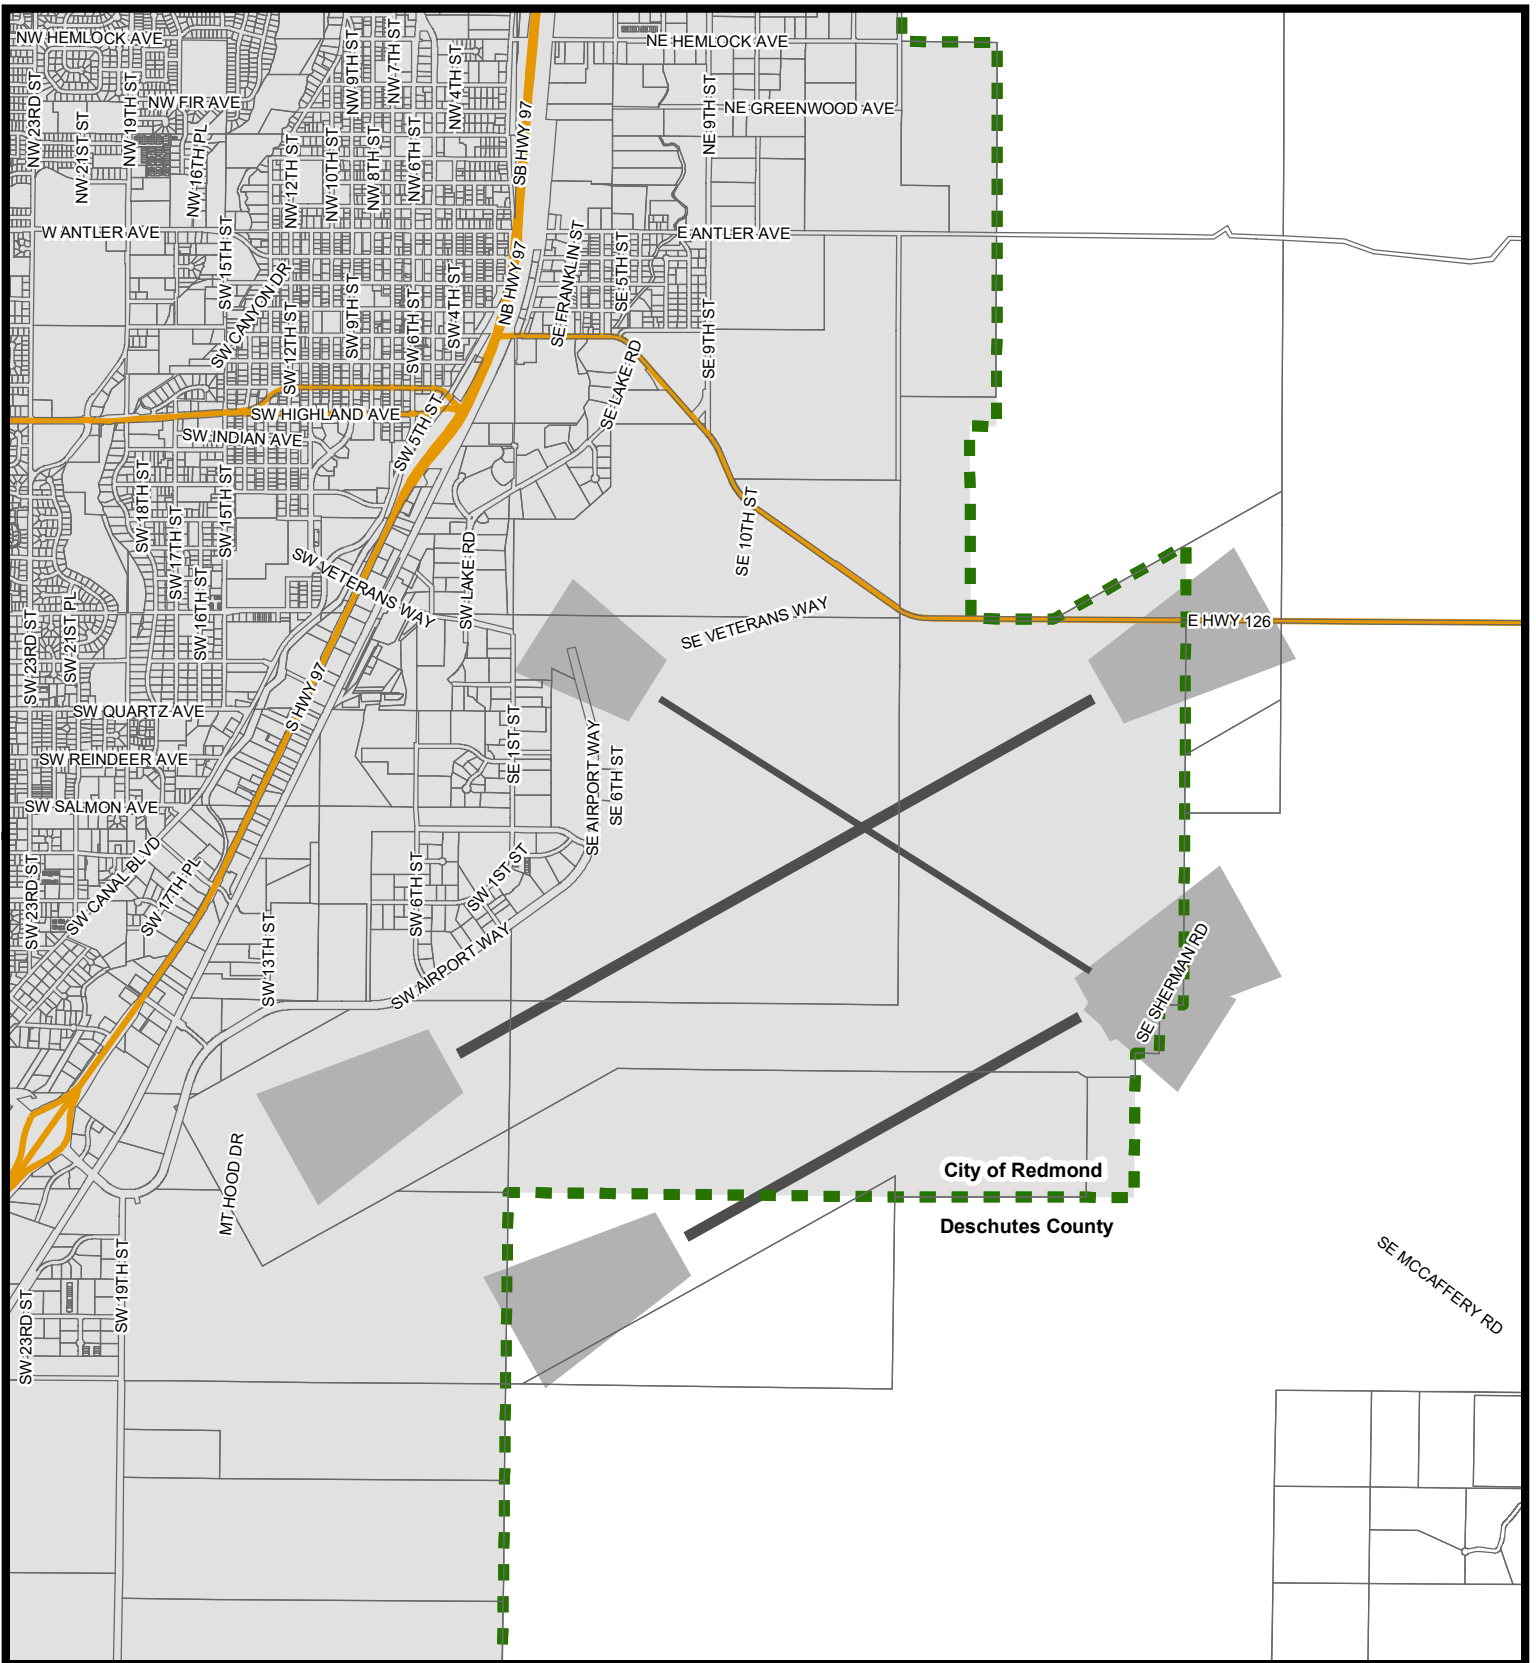 NW HEMLOCK AVE
NE HEMLOCK AVE
NW 23RD ST
NW 21ST ST
NW 19TH ST
NW FIR AVE
NW 16TH PL
NW 12TH ST
NW 10TH ST
NW 9TH ST
NW 8TH ST
NW 7TH ST
NW 6TH ST
NW 4TH ST
SB HWY 97
NE 9TH ST
NE GREENWOOD AVE
W ANTLER AVE
E ANTLER AVE
SW 15TH ST
SW CANYON DR
SW 12TH ST
SW 9TH ST
SW 6TH ST
SW 4TH ST
NB HWY 97
SE FRANKLIN ST
SE 5TH ST
SE 9TH ST
SE LAKE RD
SW HIGHLAND AVE
SW INDIAN AVE
SW 5TH ST
SW 18TH ST
SW 17TH ST
SW 15TH ST
SW 16TH ST
SW VETERANS WAY
SW LAKE RD
SE 10TH ST
SE VETERANS WAY
E HWY 126
SW 23RD ST
SW 21ST PL
SW QUARTZ AVE
S HWY 97
SW REINDEER AVE
SW SALMON AVE
SE 1ST ST
SE AIRPORT WAY
SE 6TH ST
SW 23RD ST
SW CANAL BLVD
SW 17TH PL
SW 13TH ST
SW 6TH ST
SW 1ST ST
SW AIRPORT WAY
SE SHERMAN RD
MT HOOD DR
City of Redmond
Deschutes County
SW 19TH ST
SW 23RD ST
SE MCCAFFERY RD